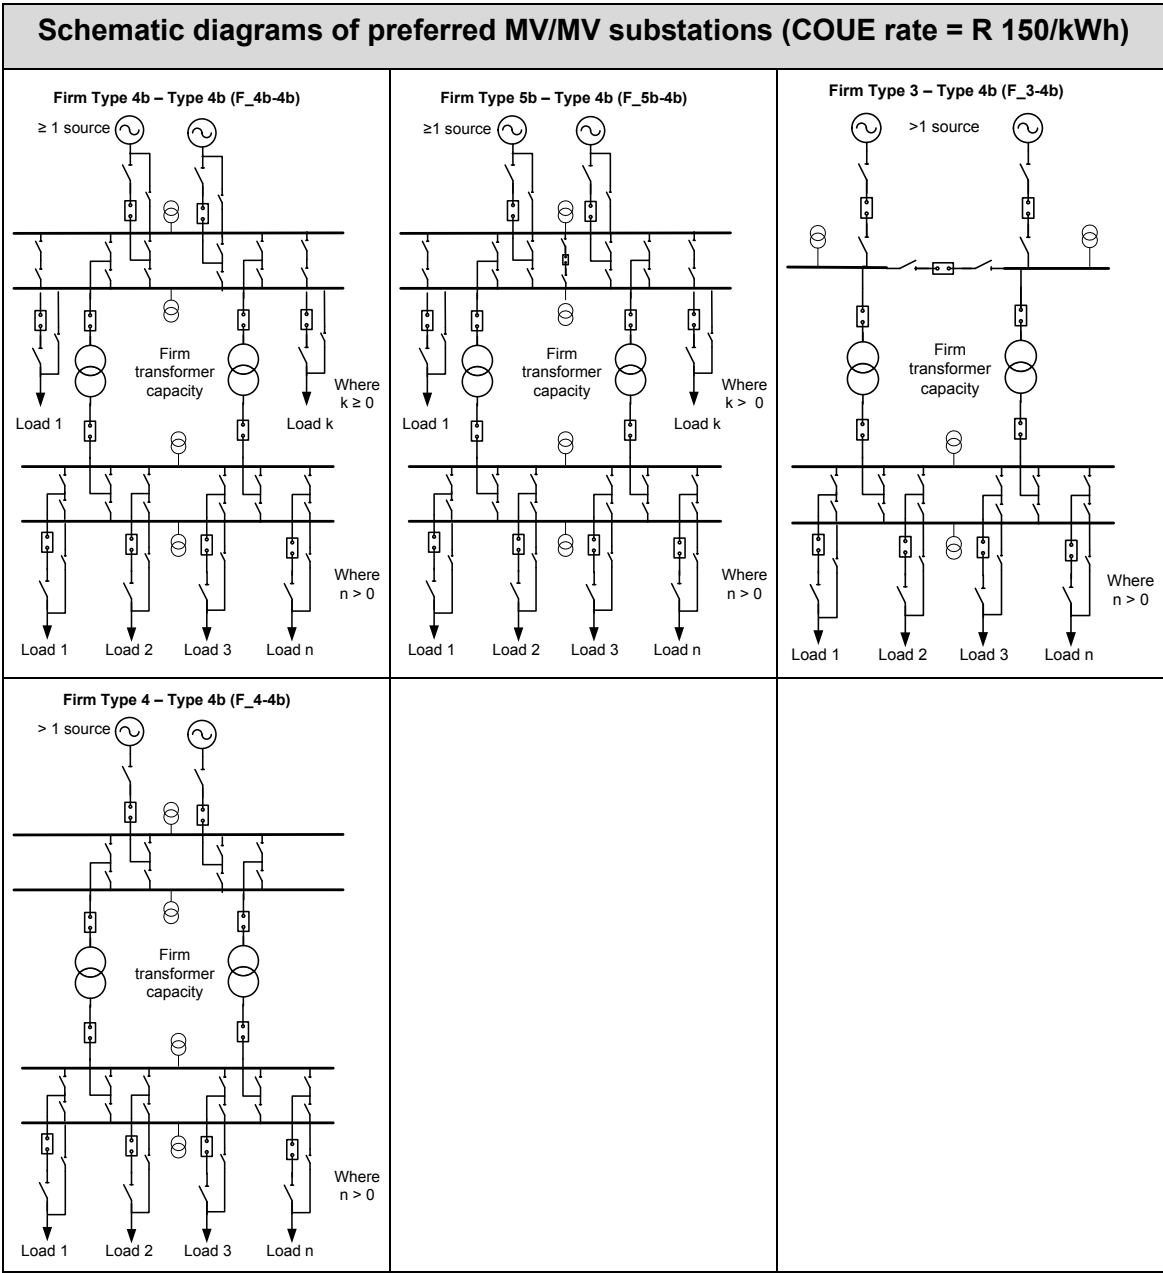 Schematic diagrams of preferred MV/MV substations (COUE rate = R 150/kWh)
Firm Type 4b – Type 4b (F_4b-4b)
≥ 1 source
Firm
transformer
capacity
Where
k ≥ 0
Load 1
Load k
Where
n > 0
Load 1
Load 2
Load 3
Load n
Firm Type 5b – Type 4b (F_5b-4b)
≥1 source
Firm
transformer
capacity
Where
k > 0
Load 1
Load k
Where
n > 0
Load 1
Load 2
Load 3
Load n
Firm Type 3 – Type 4b (F_3-4b)
>1 source
Firm
transformer
capacity
Where
n > 0
Load 1
Load 2
Load 3
Load n
Firm Type 4 – Type 4b (F_4-4b)
> 1 source
Firm
transformer
capacity
Where
n > 0
Load 1
Load 2
Load 3
Load n